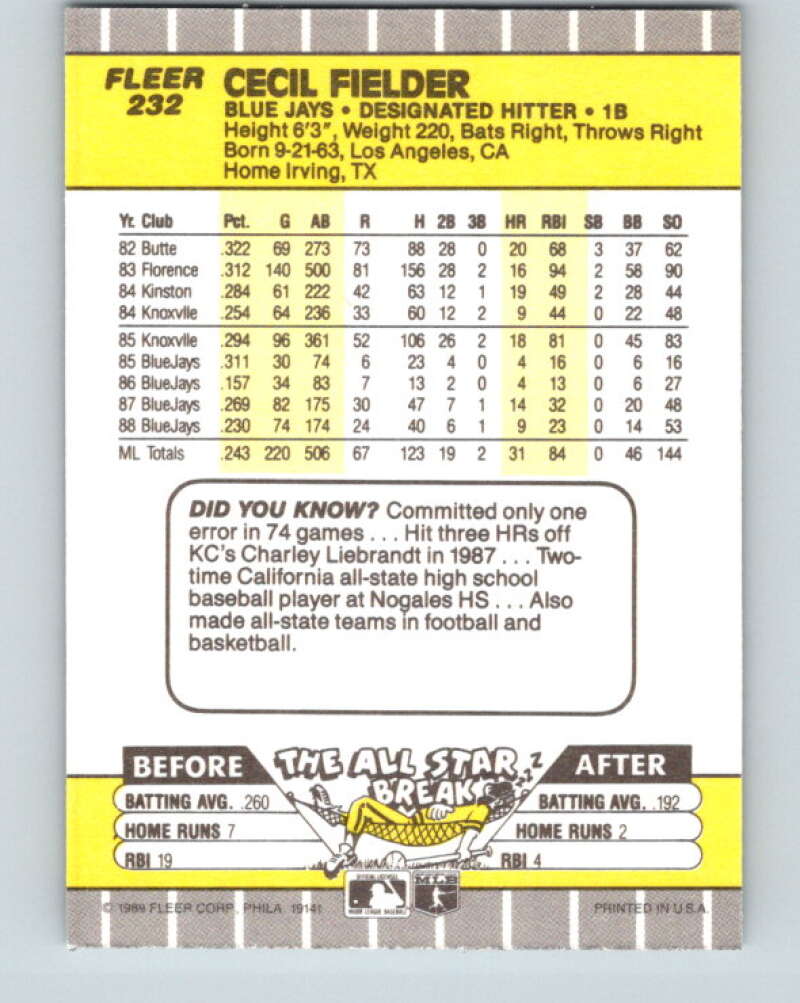 FLEER
232
CECIL FIELDER
BLUE JAYS • DESIGNATED HITTER • 1B
Height 6'3", Weight 220, Bats Right, Throws Right
Born 9-21-63, Los Angeles, CA
Home Irving, TX
Yr. Club Pct. G AB R H 2B 3B HR RBI SB BB SO
82 Butte .322 69 273 73 88 28 0 20 68 3 37 62
83 Florence .312 140 500 81 156 28 2 16 94 2 58 90
84 Kinston .284 61 222 42 63 12 1 19 49 2 28 44
84 Knoxvlle .254 64 236 33 60 12 2 9 44 0 22 48
85 Knoxvlle .294 96 361 52 106 26 2 18 81 0 45 83
85 BlueJays .311 30 74 6 23 4 0 4 16 0 6 16
86 BlueJays .157 34 83 7 13 2 0 4 13 0 6 27
87 BlueJays .269 82 175 30 47 7 1 14 32 0 20 48
88 BlueJays .230 74 174 24 40 6 1 9 23 0 14 53
ML Totals .243 220 506 67 123 19 2 31 84 0 46 144
DID YOU KNOW? Committed only one
error in 74 games . . . Hit three HRs off
KC's Charley Liebrandt in 1987 . . . Two-
time California all-state high school
baseball player at Nogales HS . . . Also
made all-state teams in football and
basketball.
BEFORE THE ALL STAR BREAK ZZZ AFTER
BATTING AVG. .260 BATTING AVG. .192
HOME RUNS 7 HOME RUNS 2
RBI 19 RBI 4
© 1989 FLEER CORP., PHILA. 19141 MLB PRINTED IN U.S.A.